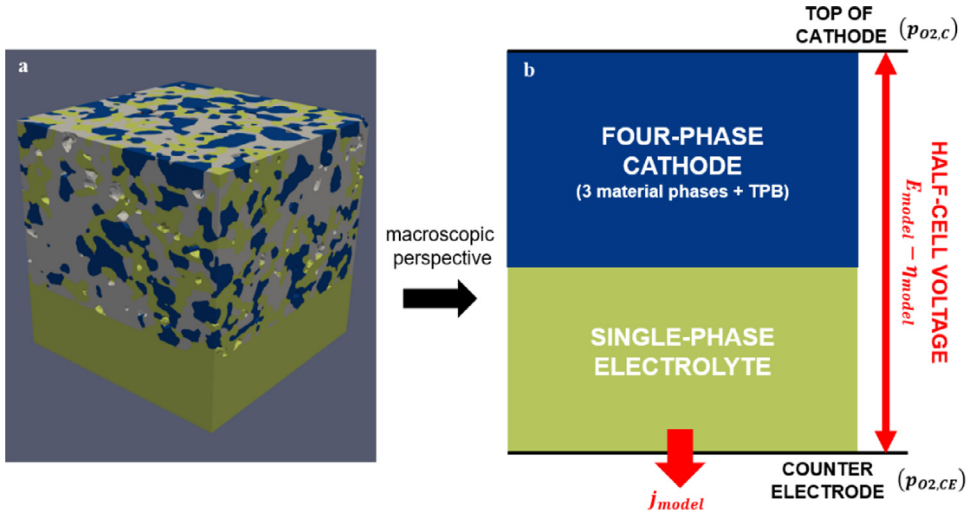 a
macroscopic
perspective
b
TOP OF
CATHODE (p_{O2,C})
FOUR-PHASE
CATHODE
(3 material phases + TPB)
SINGLE-PHASE
ELECTROLYTE
HALF-CELL VOLTAGE
E_{model} − η_{model}
COUNTER
ELECTRODE (p_{O2,CE})
j_{model}